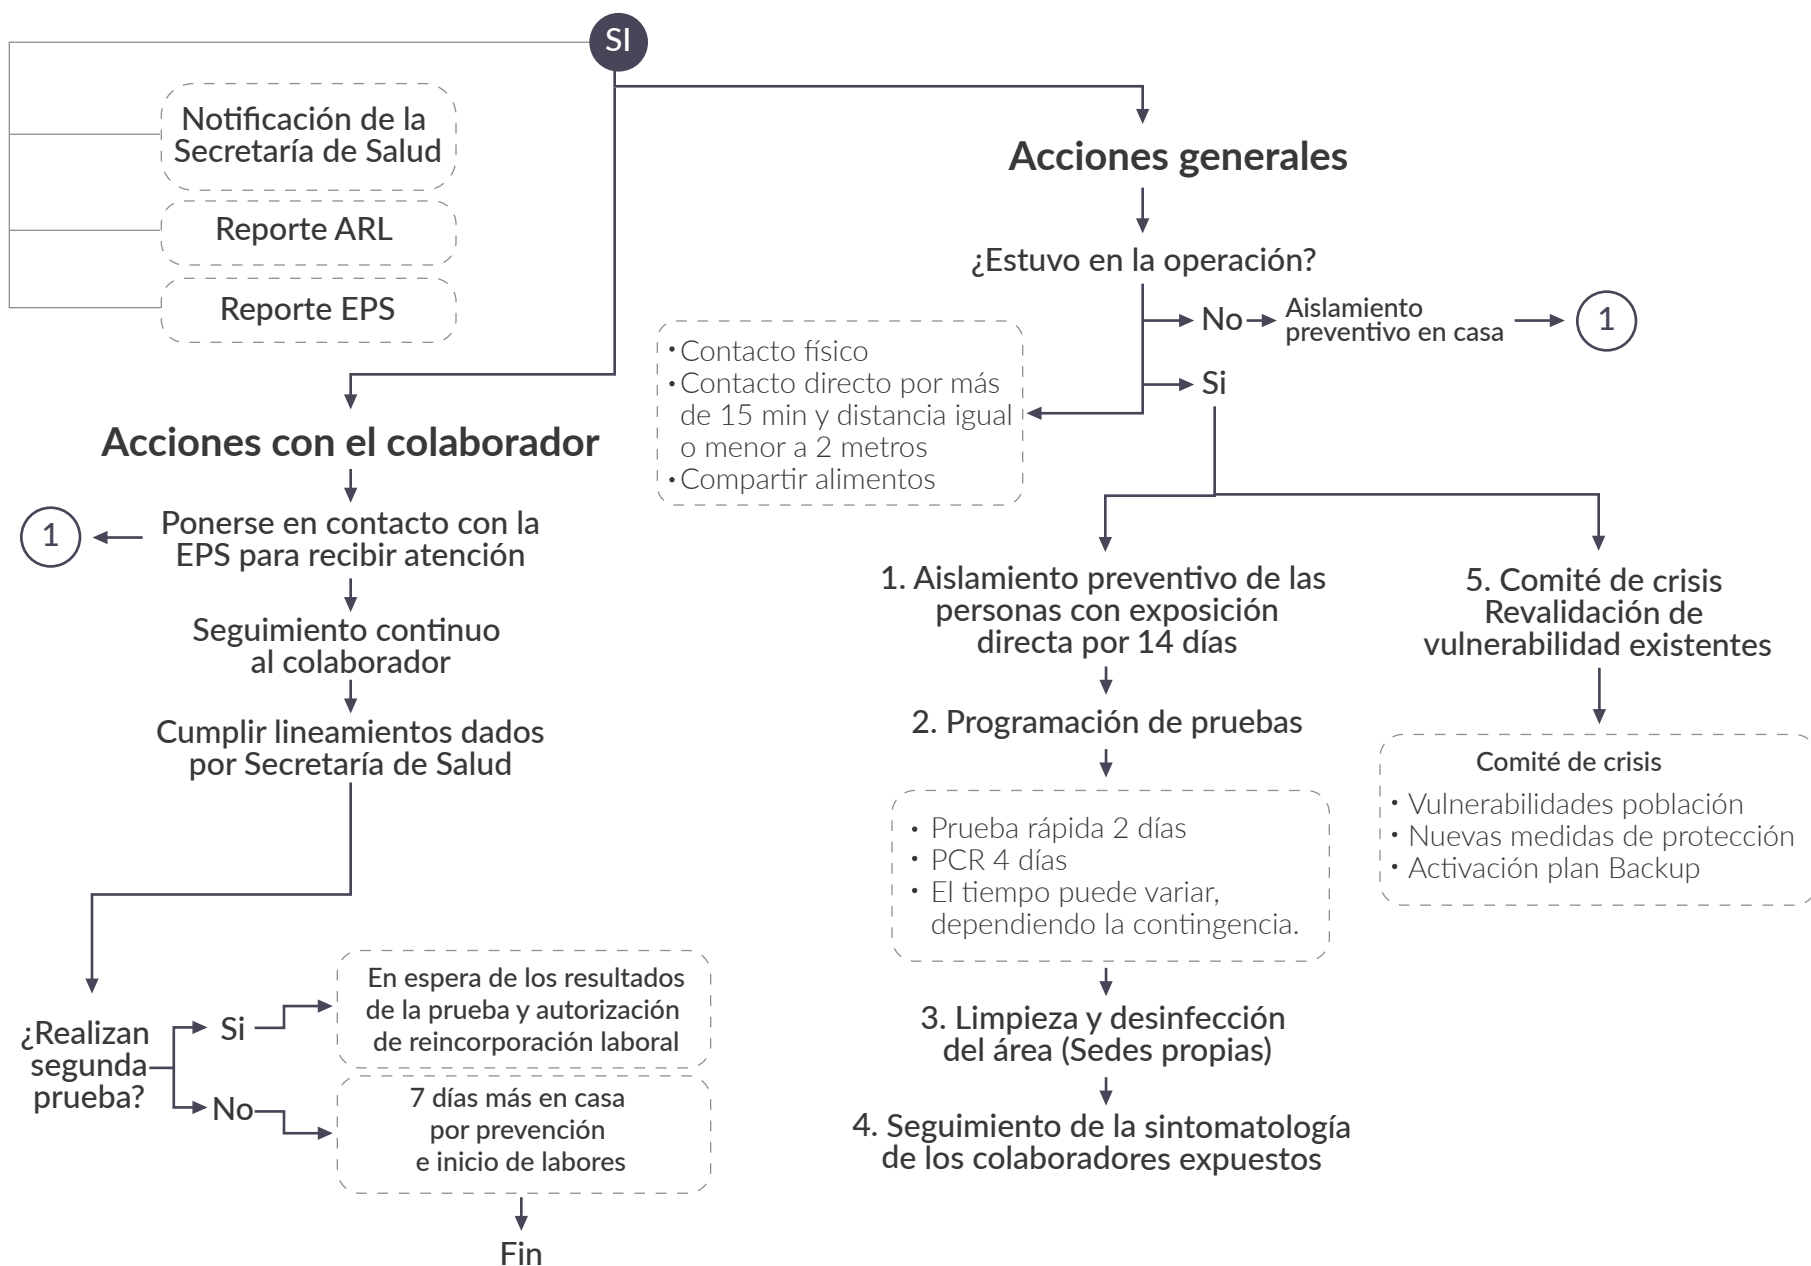 SI
Notificación de la
Secretaría de Salud
Reporte ARL
Reporte EPS
Acciones con el colaborador
1
Ponerse en contacto con la
EPS para recibir atención
Seguimiento continuo
al colaborador
Cumplir lineamientos dados
por Secretaría de Salud
¿Realizan
segunda
prueba?
Si
En espera de los resultados
de la prueba y autorización
de reincorporación laboral
No
7 días más en casa
por prevención
e inicio de labores
Fin
Acciones generales
¿Estuvo en la operación?
No
Aislamiento
preventivo en casa
1
Si
• Contacto físico
• Contacto directo por más
de 15 min y distancia igual
o menor a 2 metros
• Compartir alimentos
1. Aislamiento preventivo de las
personas con exposición
directa por 14 días
2. Programación de pruebas
• Prueba rápida 2 días
• PCR 4 días
• El tiempo puede variar,
dependiendo la contingencia.
3. Limpieza y desinfección
del área (Sedes propias)
4. Seguimiento de la sintomatología
de los colaboradores expuestos
5. Comité de crisis
Revalidación de
vulnerabilidad existentes
Comité de crisis
• Vulnerabilidades población
• Nuevas medidas de protección
• Activación plan Backup